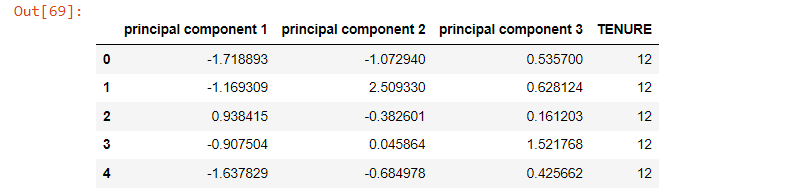 Out[69]:
principal component 1 principal component 2 principal component 3 TENURE
0 -1.718893 -1.072940 0.535700 12
1 -1.169309 2.509330 0.628124 12
2 0.938415 -0.382601 0.161203 12
3 -0.907504 0.045864 1.521768 12
4 -1.637829 -0.684978 0.425662 12